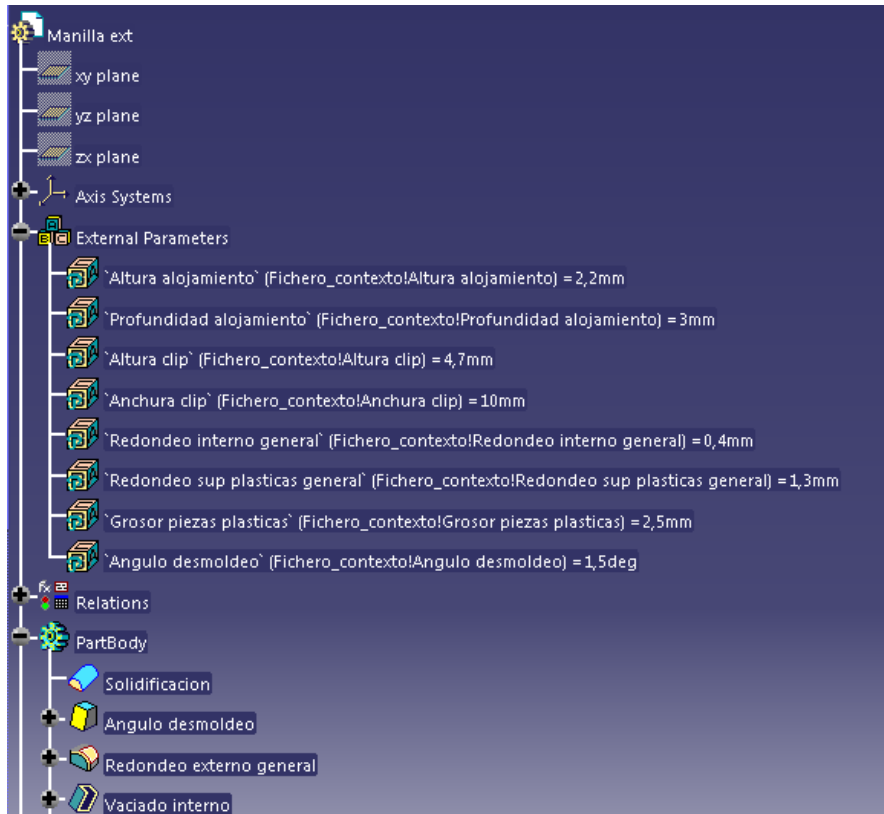 Manilla ext
xy plane
yz plane
zx plane
Axis Systems
External Parameters
`Altura alojamiento` (Fichero_contexto!Altura alojamiento) =2,2mm
`Profundidad alojamiento` (Fichero_contexto!Profundidad alojamiento) =3mm
`Altura clip` (Fichero_contexto!Altura clip) =4,7mm
`Anchura clip` (Fichero_contexto!Anchura clip) =10mm
`Redondeo interno general` (Fichero_contexto!Redondeo interno general) =0,4mm
`Redondeo sup plasticas general` (Fichero_contexto!Redondeo sup plasticas general) =1,3mm
`Grosor piezas plasticas` (Fichero_contexto!Grosor piezas plasticas) =2,5mm
`Angulo desmoldeo` (Fichero_contexto!Angulo desmoldeo) =1,5deg
Relations
PartBody
Solidificacion
Angulo desmoldeo
Redondeo externo general
Vaciado interno